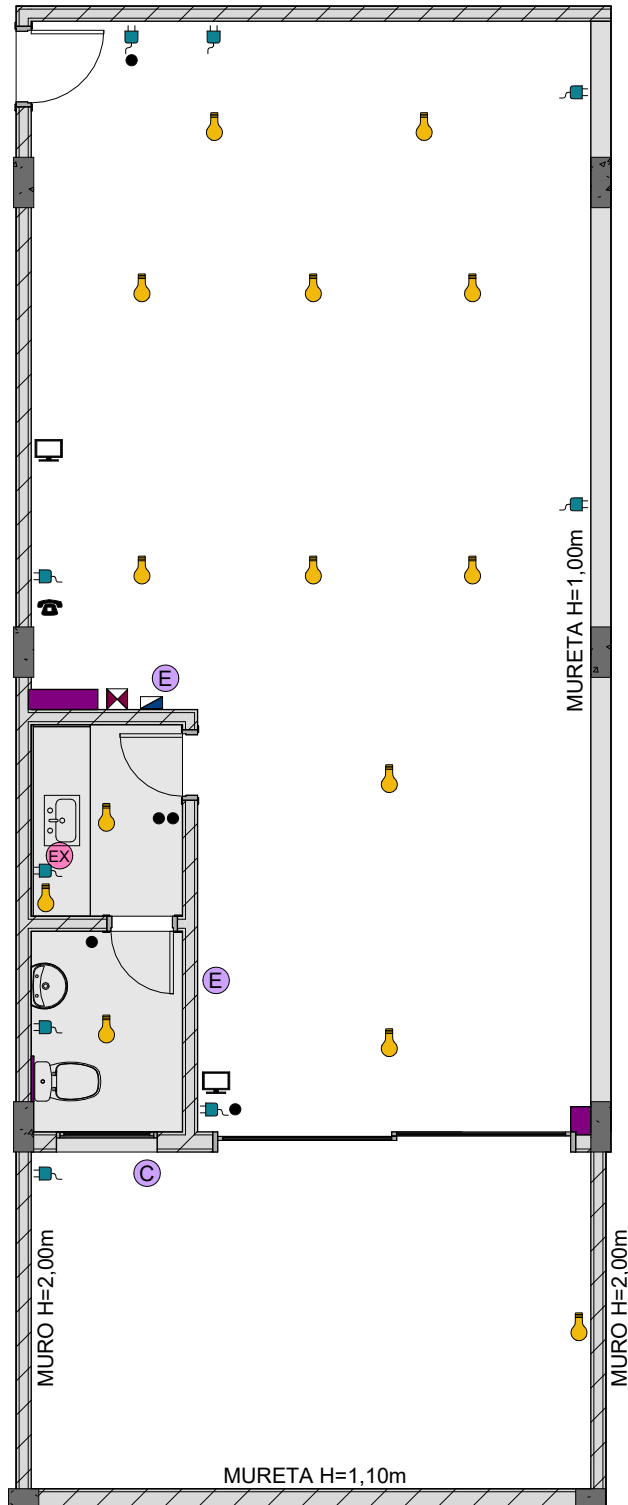 MURETA H=1,00m
E
EX
E
C
MURO H=2,00m
MURO H=2,00m
MURETA H=1,10m